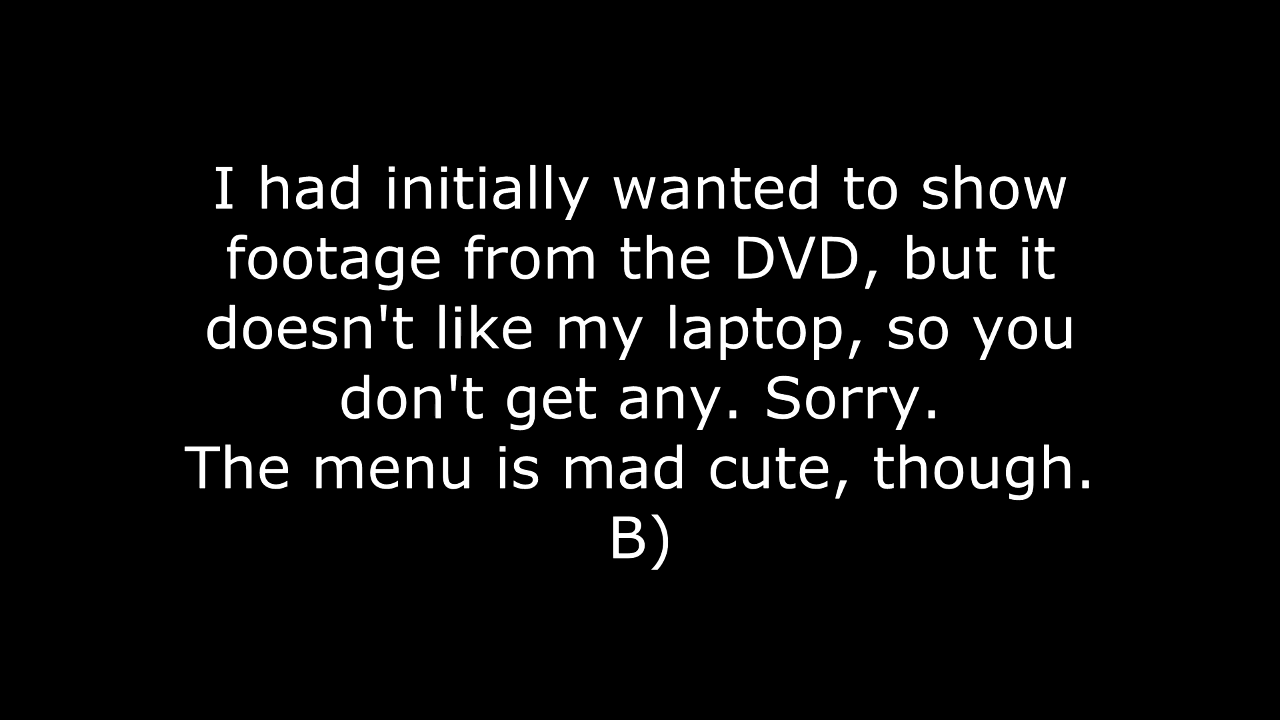 I had initially wanted to show
footage from the DVD, but it
doesn't like my laptop, so you
don't get any. Sorry.
The menu is mad cute, though.
B)